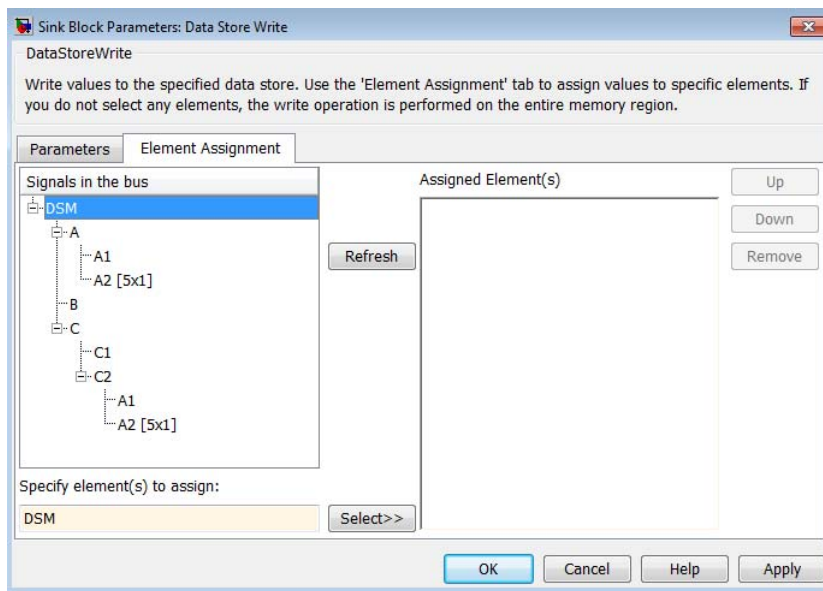 Sink Block Parameters: Data Store Write
DataStoreWrite
Write values to the specified data store. Use the 'Element Assignment' tab to assign values to specific elements. If
you do not select any elements, the write operation is performed on the entire memory region.
Parameters
Element Assignment
Signals in the bus
DSM
A
A1
A2 [5x1]
B
C
C1
C2
A1
A2 [5x1]
Refresh
Assigned Element(s)
Up
Down
Remove
Specify element(s) to assign:
DSM
Select>>
OK
Cancel
Help
Apply